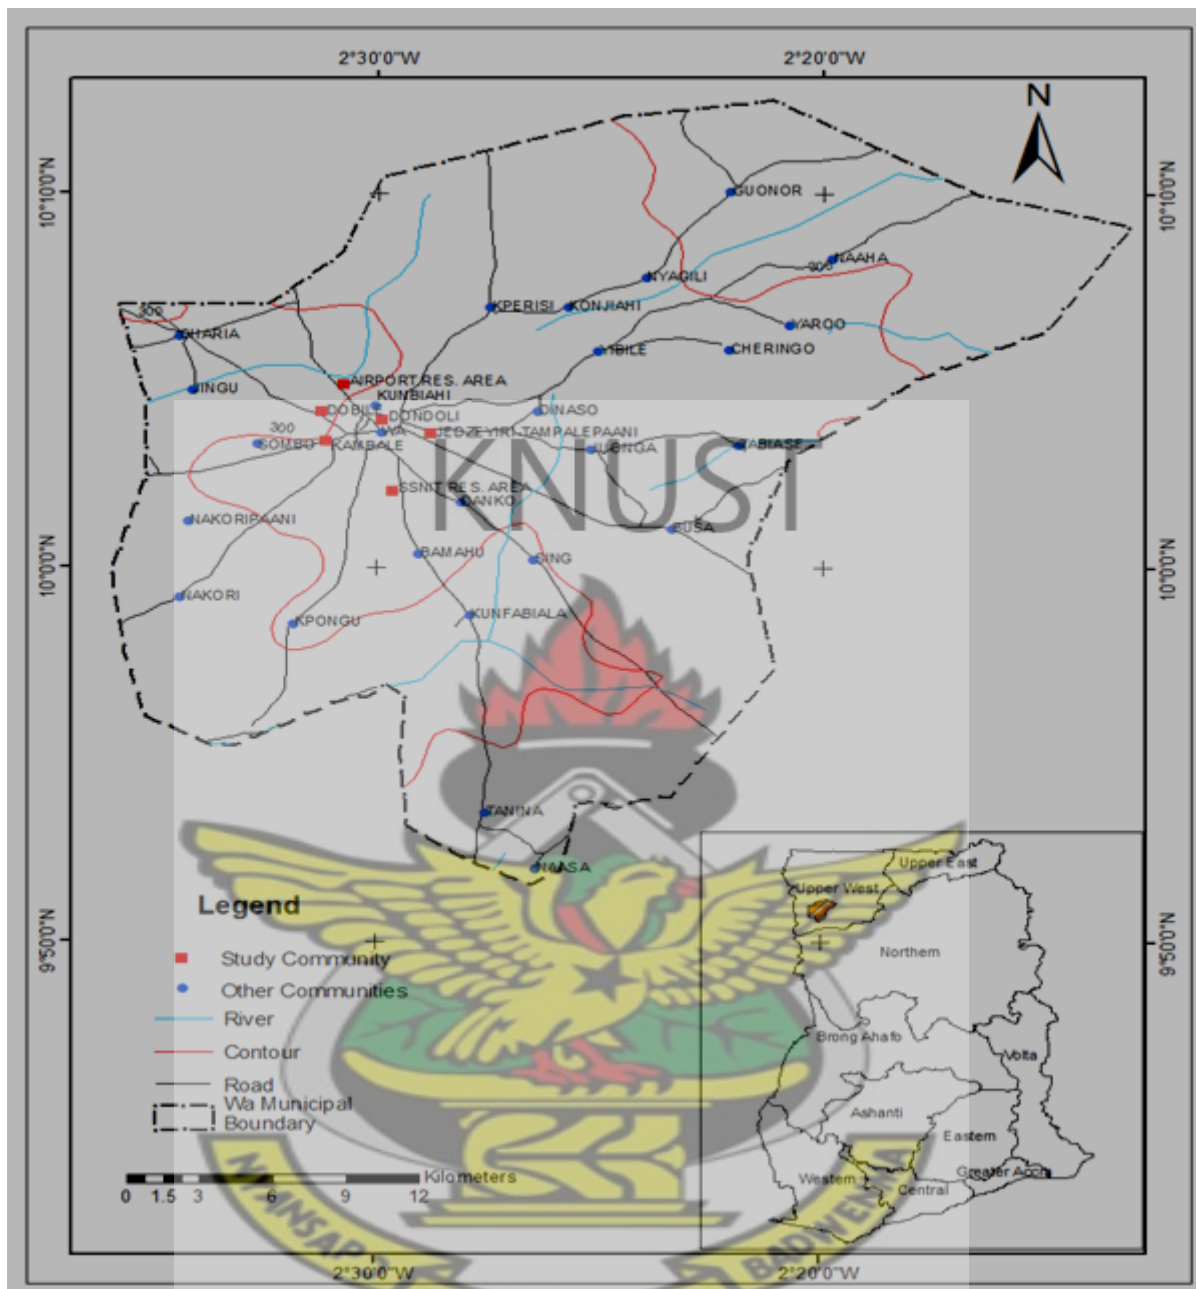 2°30'0"W 2°20'0"W
N
10°10'0"N 10°10'0"N
GUONOR
NAAHA
300
NYAGILI
KPERISI KONJIAHI
300
CHARIA
YAROO
YIBILE CHERINGO
AIRPORT RES. AREA
JINGU
KUNBIAHI
DOBILE
DONDOLI
DINASO
300
WA
JEDZEYIRI-TAMPALEPAANI
SOMBO KAMBALE
TABIASE
KNUST
SSNIT RES. AREA
DANKO
NAKORIPAANI
BUSA
BAMAHU
SING
10°0'0"N 10°0'0"N
NAKORI
KPONGU
KUNFABIALA
TANINA
NAASA
Upper East
Upper West
Legend
Study Community
Other Communities
River
Contour
Road
Wa Municipal
Boundary
9°50'0"N 9°50'0"N
Northern
Brong Ahafo
Volta
Ashanti
Eastern
Greater Accra
Western
Central
Kilometers
0 1.5 3 6 9 12
BADWENMA
2°30'0"W 2°20'0"W